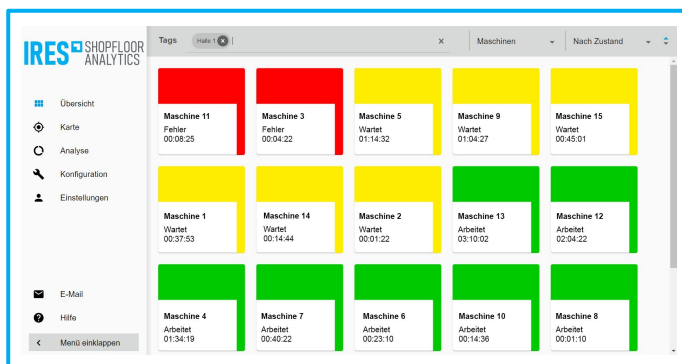 IRES SHOPFLOOR
ANALYTICS
Tags Halle 1 Maschinen Nach Zustand
Übersicht
Karte
Analyse
Konfiguration
Einstellungen
E-Mail
Hilfe
Menü einklappen
Maschine 11
Fehler
00:08:25
Maschine 3
Fehler
00:04:22
Maschine 5
Wartet
01:14:32
Maschine 9
Wartet
01:04:27
Maschine 15
Wartet
00:45:01
Maschine 1
Wartet
00:37:53
Maschine 14
Wartet
00:14:44
Maschine 2
Wartet
00:01:22
Maschine 13
Arbeitet
03:10:02
Maschine 12
Arbeitet
02:04:22
Maschine 4
Arbeitet
01:34:19
Maschine 7
Arbeitet
00:40:22
Maschine 6
Arbeitet
00:23:10
Maschine 10
Arbeitet
00:14:36
Maschine 8
Arbeitet
00:01:10